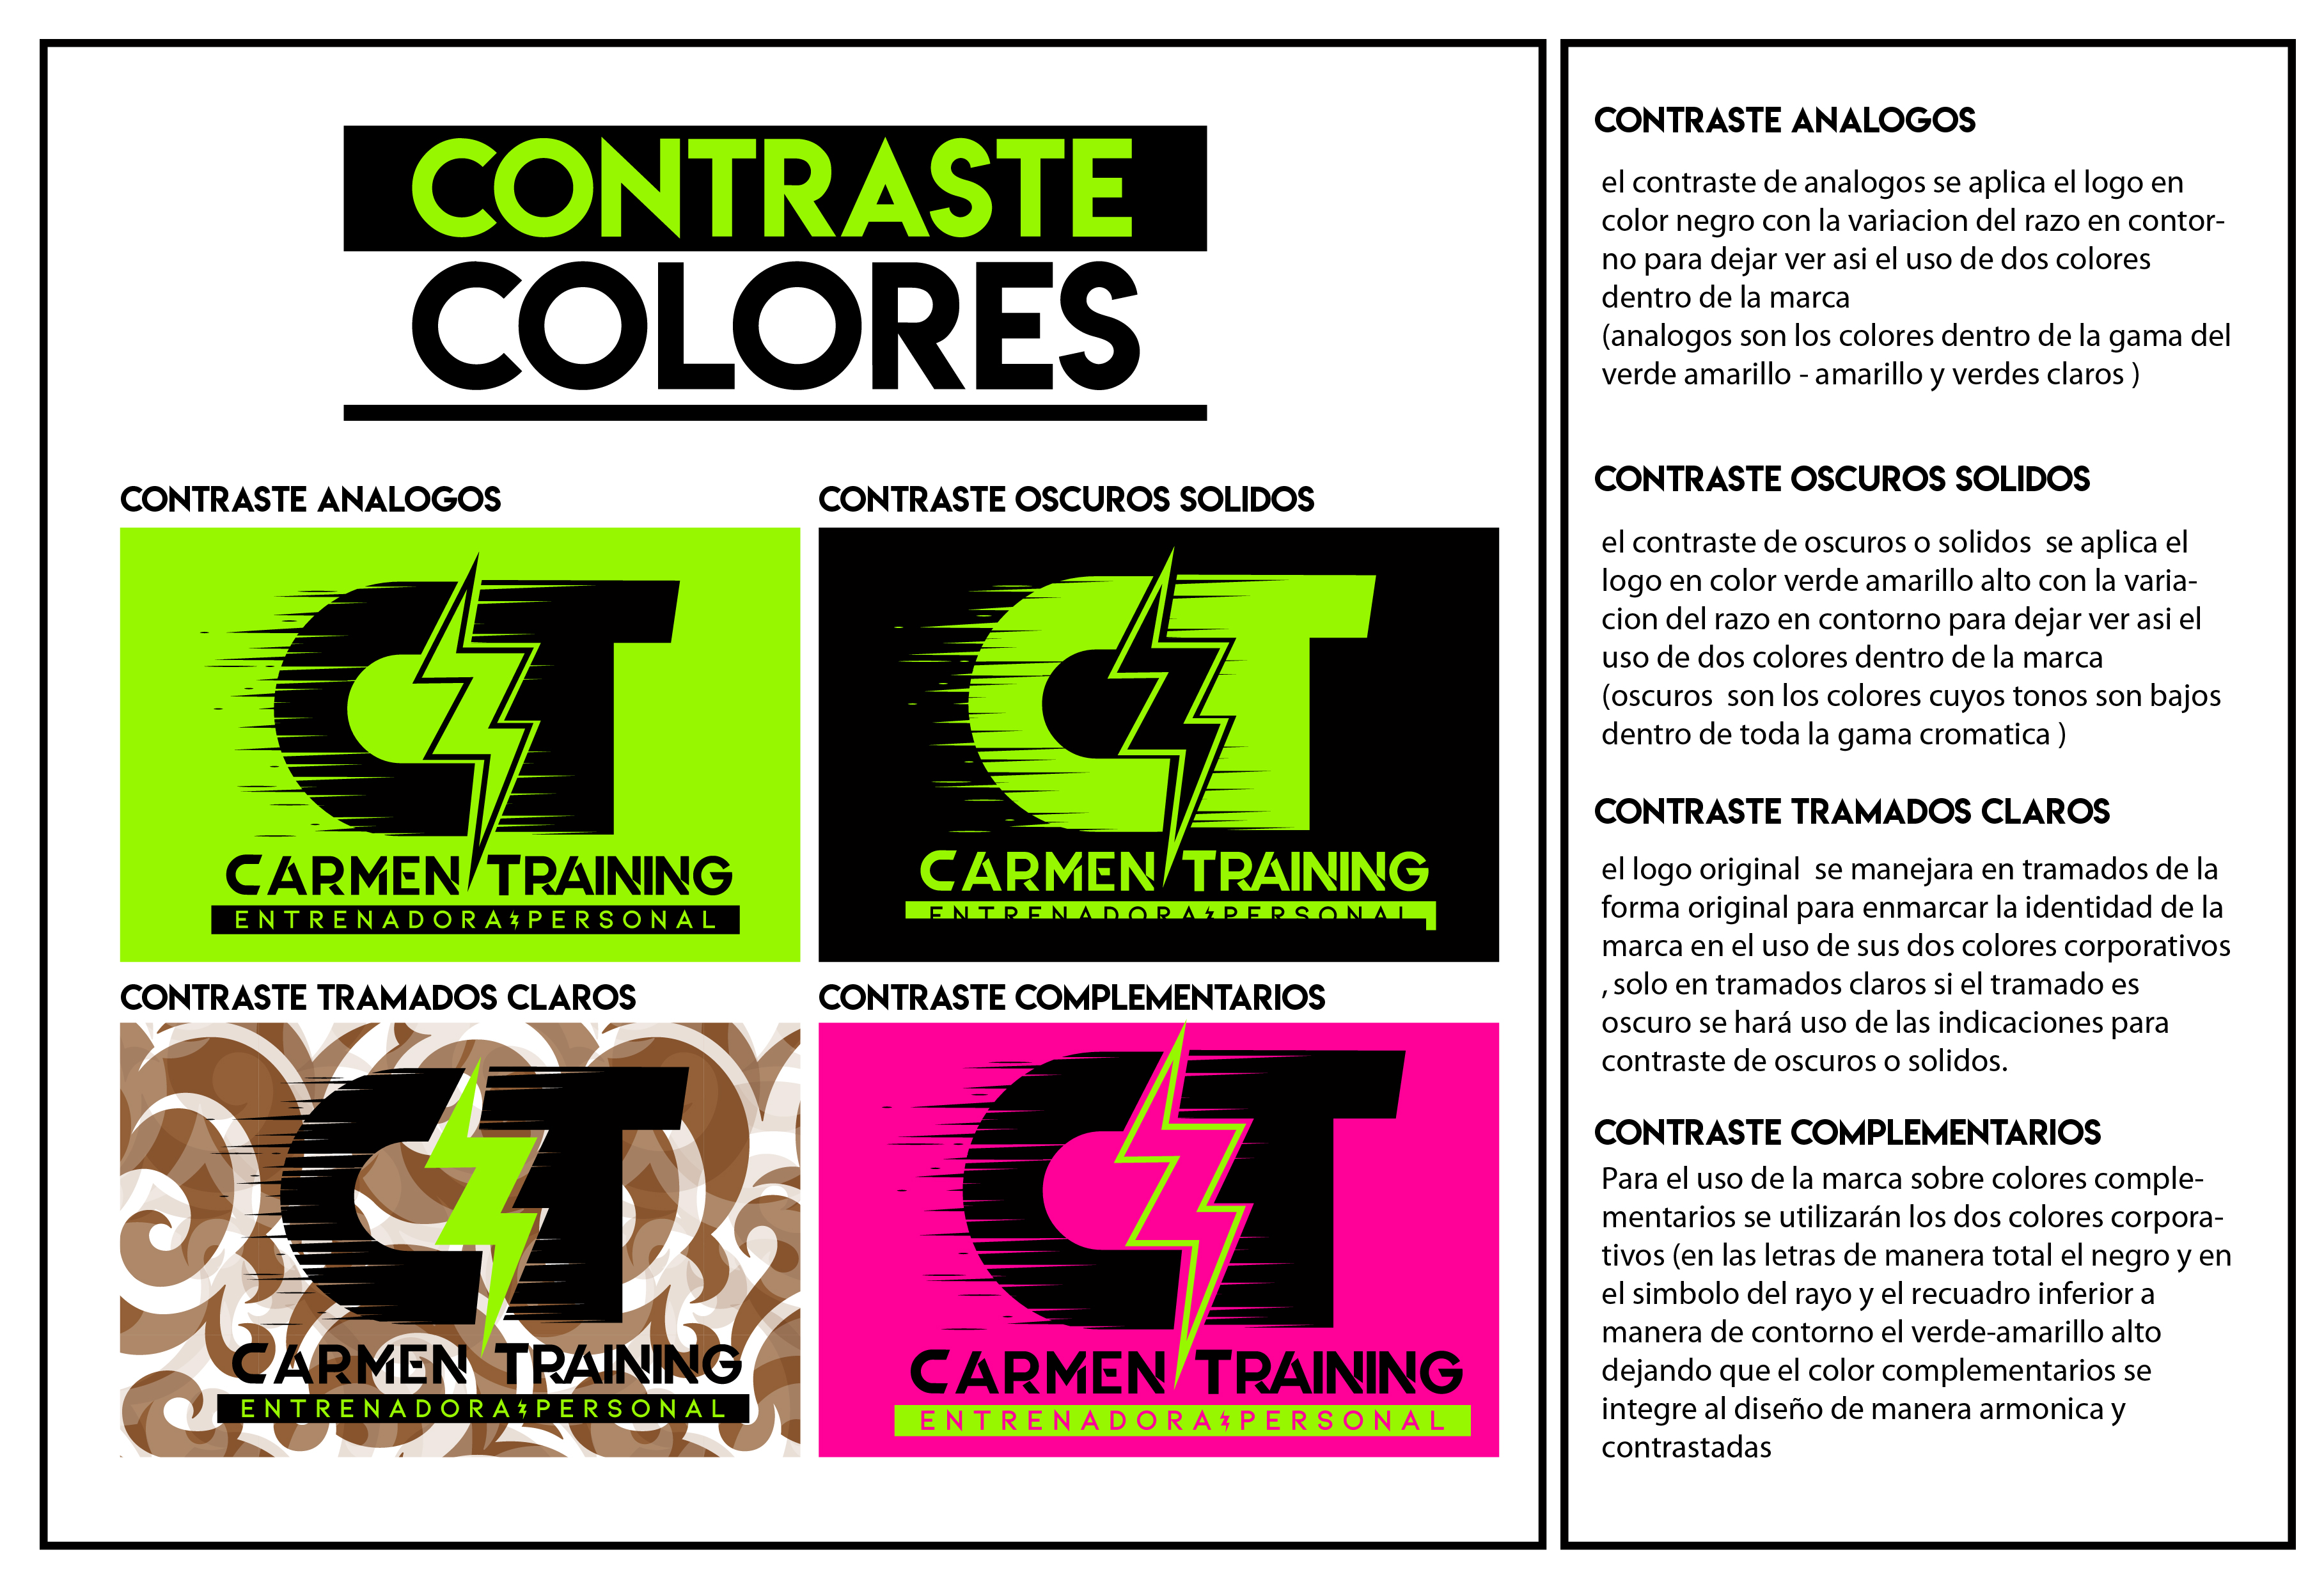 CONTRASTE
COLORES
CONTRASTE ANALOGOS
CONTRASTE OSCUROS SOLIDOS
CT
CARMEN TRAINING
ENTRENADORA PERSONAL
CT
CARMEN TRAINING
ENTRENADORA PERSONAL
CONTRASTE TRAMADOS CLAROS
CONTRASTE COMPLEMENTARIOS
CT
CARMEN TRAINING
ENTRENADORA PERSONAL
CT
CARMEN TRAINING
ENTRENADORA PERSONAL
CONTRASTE ANALOGOS
el contraste de analogos se aplica el logo en
color negro con la variacion del razo en contor-
no para dejar ver asi el uso de dos colores
dentro de la marca
(analogos son los colores dentro de la gama del
verde amarillo - amarillo y verdes claros )
CONTRASTE OSCUROS SOLIDOS
el contraste de oscuros o solidos  se aplica el
logo en color verde amarillo alto con la varia-
cion del razo en contorno para dejar ver asi el
uso de dos colores dentro de la marca
(oscuros  son los colores cuyos tonos son bajos
dentro de toda la gama cromatica )
CONTRASTE TRAMADOS CLAROS
el logo original  se manejara en tramados de la
forma original para enmarcar la identidad de la
marca en el uso de sus dos colores corporativos
, solo en tramados claros si el tramado es
oscuro se hará uso de las indicaciones para
contraste de oscuros o solidos.
CONTRASTE COMPLEMENTARIOS
Para el uso de la marca sobre colores comple-
mentarios se utilizarán los dos colores corpora-
tivos (en las letras de manera total el negro y en
el simbolo del rayo y el recuadro inferior a
manera de contorno el verde-amarillo alto
dejando que el color complementarios se
integre al diseño de manera armonica y
contrastadas